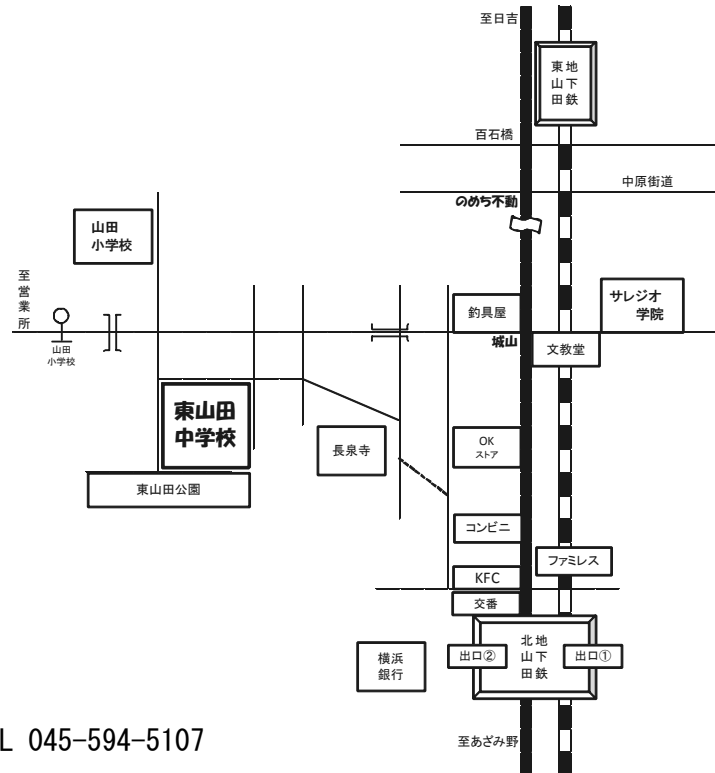 至日吉
地下鉄
東山田
百石橋
中原街道
のめち不動
山田
小学校
至営業所
サレジオ
学院
釣具屋
山田
小学校
城山
文教堂
東山田
中学校
長泉寺
OK
ストア
東山田公園
コンビニ
ファミレス
KFC
交番
横浜
銀行
出口②
地下鉄
北山田
出口①
L 045-594-5107
至あざみ野